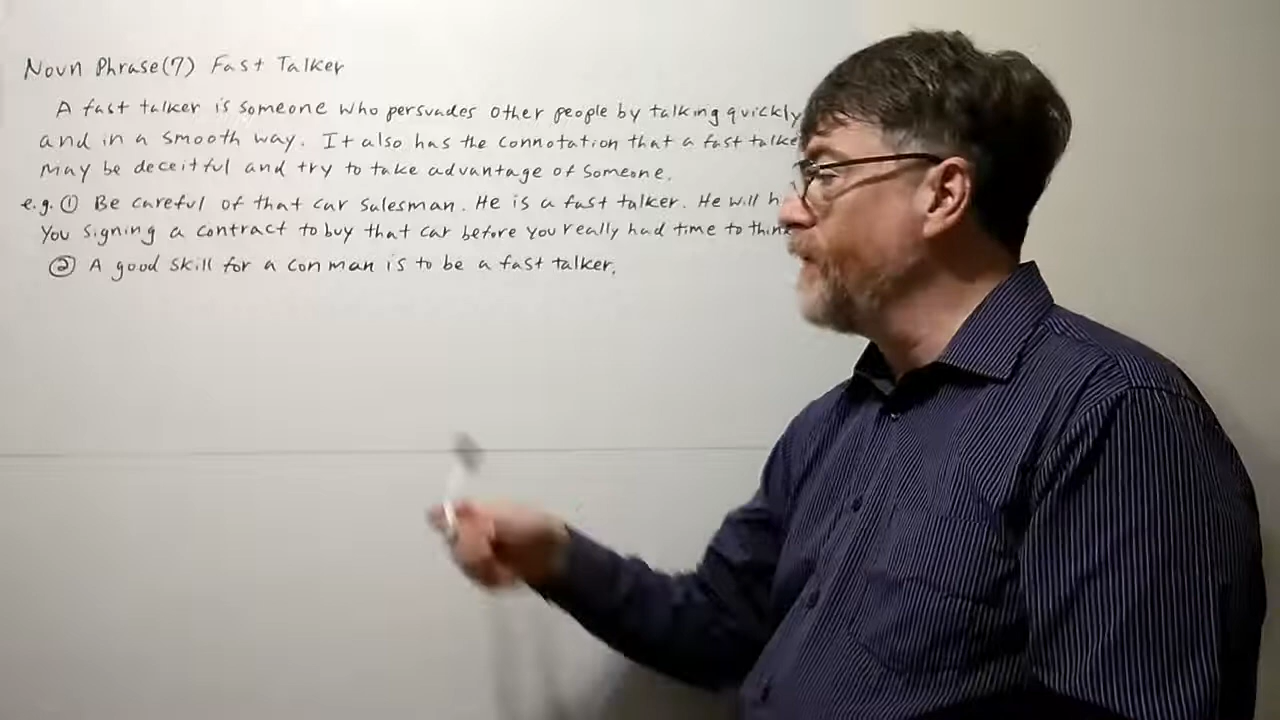 Noun Phrase(7) Fast Talker
A fast talker is someone who persuades other people by talking quickly
and in a smooth way. It also has the connotation that a fast talke
may be deceitful and try to take advantage of someone.
e.g. ① Be careful of that car salesman. He is a fast talker. He will h
you signing a contract to buy that car before you really had time to think
② A good skill for a con man is to be a fast talker.